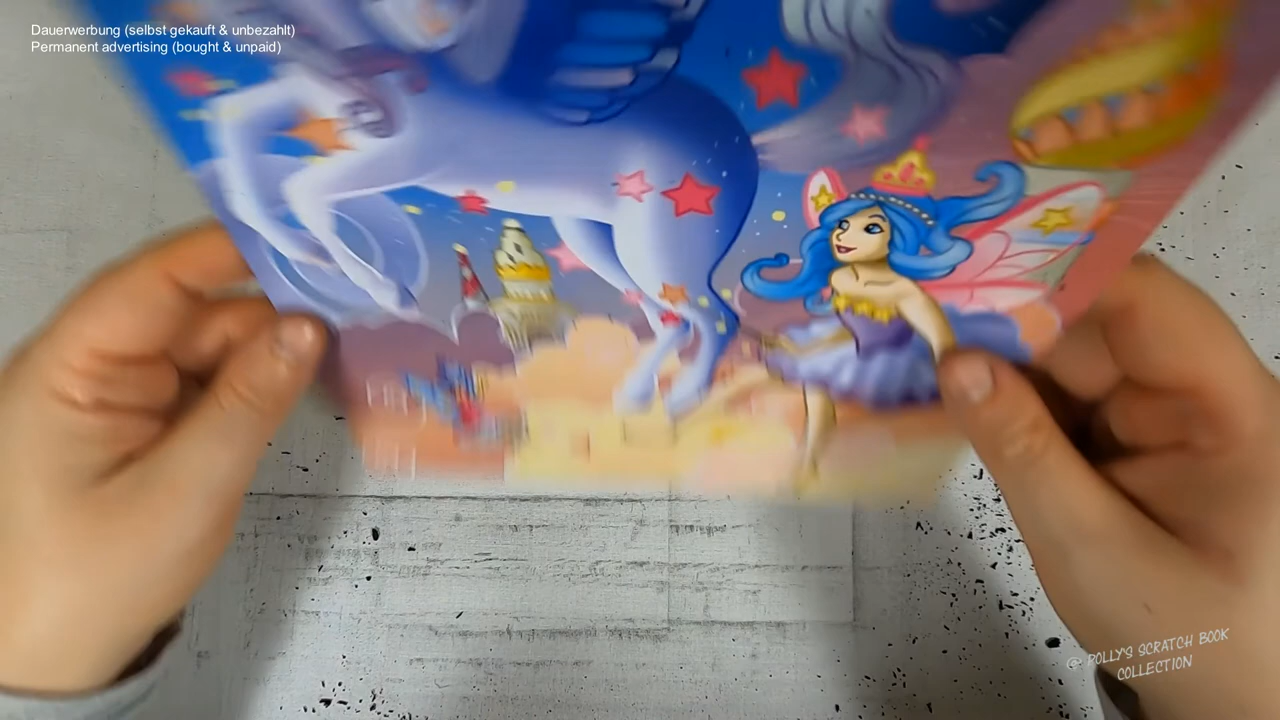 Dauerwerbung (selbst gekauft & unbezahlt)
Permanent advertising (bought & unpaid)
@ POLLY'S SCRATCH BOOK
COLLECTION